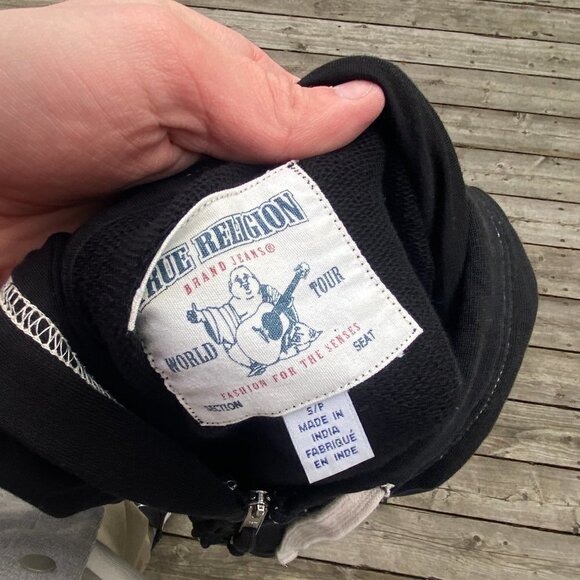 TRUE RELIGION
BRAND JEANS®
WORLD TOUR
FASHION FOR THE SENSES
SECTION SEAT
S/P
MADE IN
INDIA
FABRIQUÉ
EN INDE